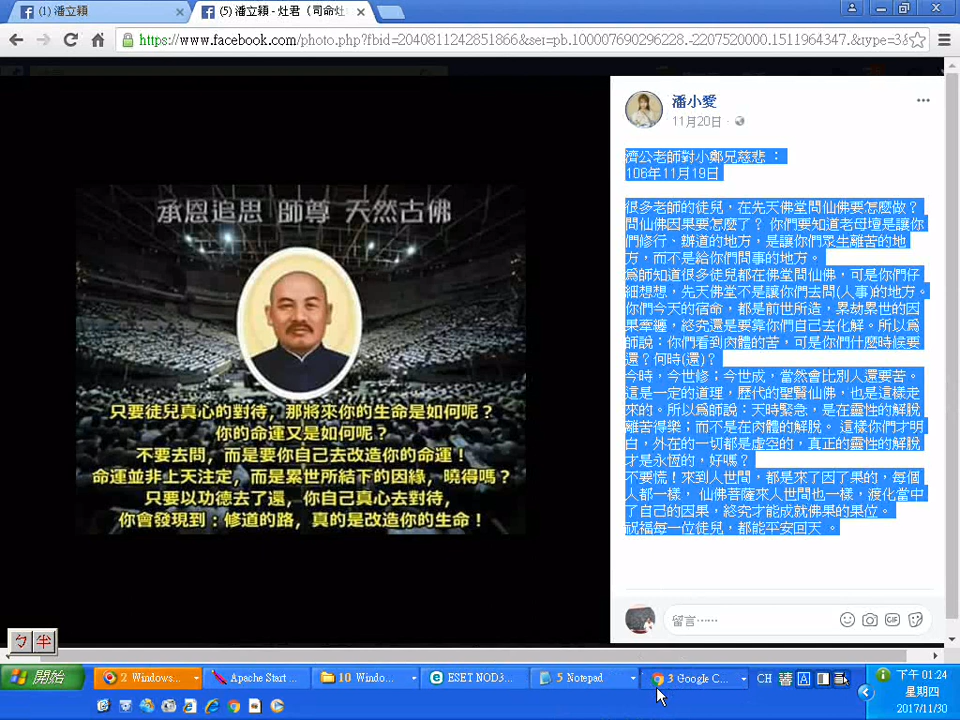 (1) 潘立穎
(5) 潘立穎 - 灶君（司命灶
https://www.facebook.com/photo.php?fbid=2040811242851866&set=pb.100007690296228.-2207520000.1511964347.&type=3&
承恩追思 師尊 天然古佛
只要徒兒真心的對待，那將來你的生命是如何呢？
你的命運又是如何呢？
不要去問，而是要你自己去改造你的命運！
命運並非上天注定，而是累世所結下的因緣，曉得嗎？
只要以功德去了還，你自己真心去對待，
你會發現到：修道的路，真的是改造你的生命！
潘小愛
11月20日 ·
濟公老師對小鄭兄慈悲 ：
106年11月19日
很多老師的徒兒，在先天佛堂問仙佛要怎麼做？
問仙佛因果要怎麼了？ 你們要知道老母壇是讓你
們修行、辦道的地方，是讓你們眾生離苦的地
方，而不是給你們問事的地方。
為師知道很多徒兒都在佛堂問仙佛，可是你們仔
細想想，先天佛堂不是讓你們去問(人事)的地方。
你們今天的宿命，都是前世所造，累劫累世的因
果牽纏，終究還是要靠你們自己去化解。所以為
師說：你們看到肉體的苦，可是你們什麼時候要
還？何時(還)？
今時，今世修；今世成，當然會比別人還要苦。
這是一定的道理，歷代的聖賢仙佛，也是這樣走
來的。所以為師說：天時緊急，是在靈性的解脫
離苦得樂；而不是在肉體的解脫。 這樣你們才明
白，外在的一切都是虛空的，真正的靈性的解脫
才是永恆的，好嗎？
不要慌！來到人世間，都是來了因了果的，每個
人都一樣， 仙佛菩薩來人世間也一樣，渡化當中
了自己的因果，終究才能成就佛果的果位。
祝福每一位徒兒，都能平安回天 。
留言……
GIF
ㄅ 半
開始
2 Windows...
Apache Start ...
10 Windo...
ESET NOD3...
5 Notepad
3 Google C...
CH
A
下午 01:24
星期四
2017/11/30